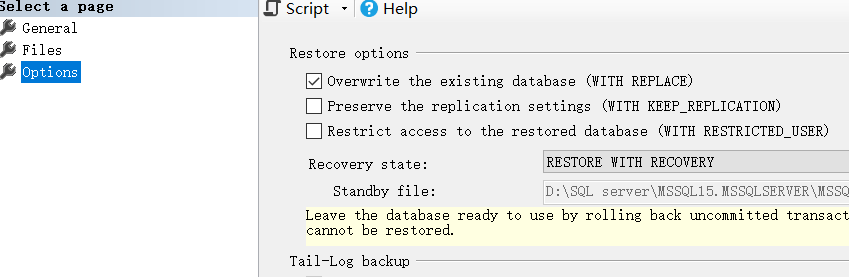 Select a page
General
Files
Options
Script
Help
Restore options
Overwrite the existing database (WITH REPLACE)
Preserve the replication settings (WITH KEEP_REPLICATION)
Restrict access to the restored database (WITH RESTRICTED_USER)
Recovery state:
RESTORE WITH RECOVERY
Standby file:
D:\SQL server\MSSQL15.MSSQLSERVER\MSSQ
Leave the database ready to use by rolling back uncommitted transact
cannot be restored.
Tail-Log backup